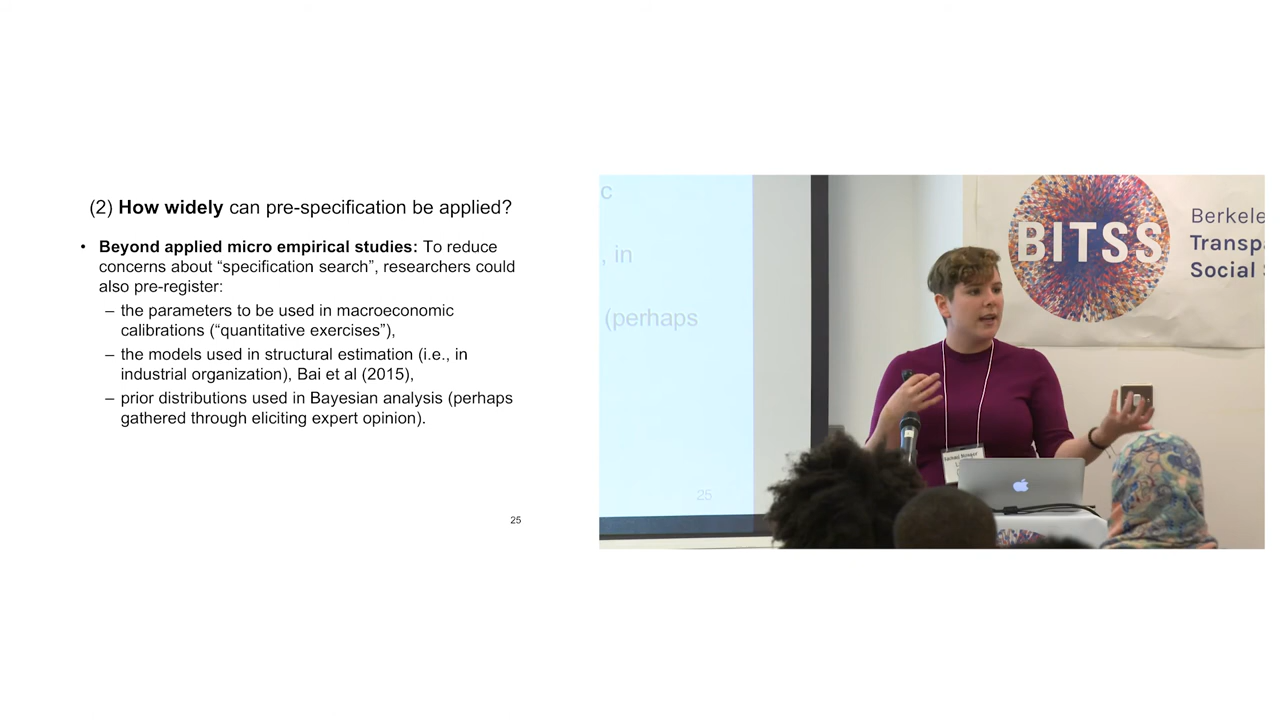 (2) How widely can pre-specification be applied?
• Beyond applied micro empirical studies: To reduce
concerns about “specification search”, researchers could
also pre-register:
– the parameters to be used in macroeconomic
calibrations (“quantitative exercises”),
– the models used in structural estimation (i.e., in
industrial organization), Bai et al (2015),
– prior distributions used in Bayesian analysis (perhaps
gathered through eliciting expert opinion).
25
c
, in
(perhaps
25
BITSS
Berkele
Transpa
Social S